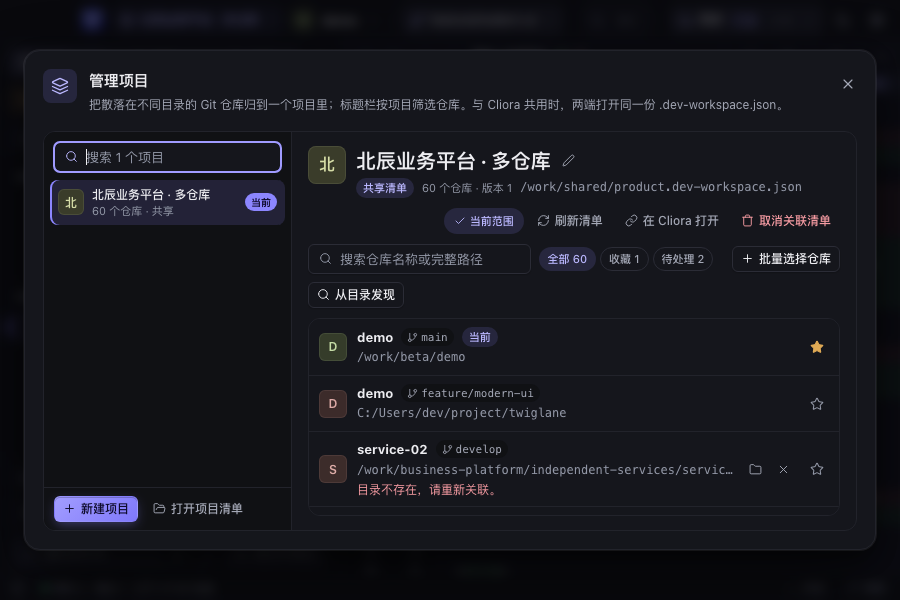 管理项目
把散落在不同目录的 Git 仓库归到一个项目里；标题栏按项目筛选仓库。与 Cliora 共用时，两端打开同一份 .dev-workspace.json。
搜索 1 个项目
北
北辰业务平台 · 多仓库
60 个仓库 · 共享
当前
新建项目
打开项目清单
北
北辰业务平台 · 多仓库
共享清单
60 个仓库 · 版本 1
/work/shared/product.dev-workspace.json
当前范围
刷新清单
在 Cliora 打开
取消关联清单
搜索仓库名称或完整路径
全部 60
收藏 1
待处理 2
批量选择仓库
从目录发现
D
demo
main
当前
/work/beta/demo
D
demo
feature/modern-ui
C:/Users/dev/project/twiglane
S
service-02
develop
/work/business-platform/independent-services/servic…
目录不存在，请重新关联。